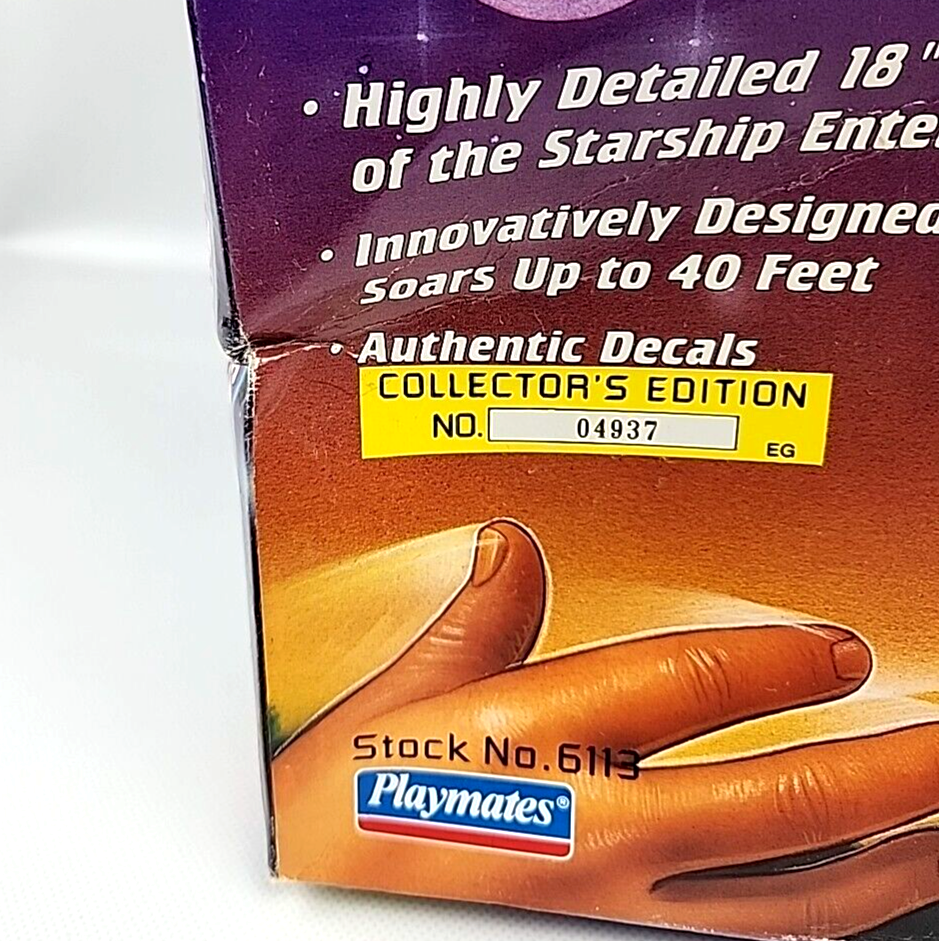 • Highly Detailed 18"
of the Starship
• Innovatively Designed
soars Up to 40 Feet
• Authentic Decals
COLLECTOR'S EDITION
NO. 04937
EG
Stock No.6113
Playmates®